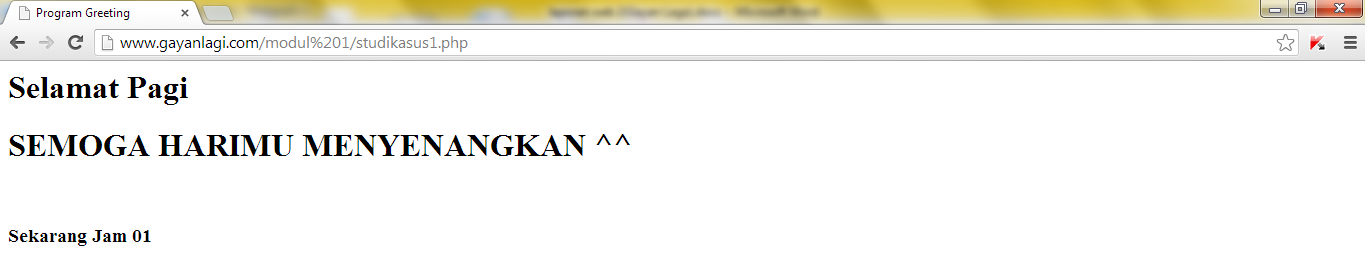 Program Greeting
www.gayanlagi.com/modul%201/studikasus1.php
Selamat Pagi
SEMOGA HARIMU MENYENANGKAN ^^
Sekarang Jam 01